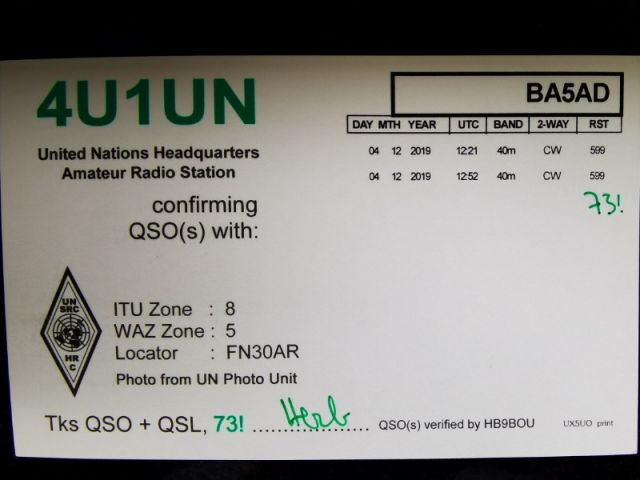 4U1UN
United Nations Headquarters
Amateur Radio Station
confirming
QSO(s) with:
BA5AD
DAY MTH YEAR UTC BAND 2-WAY RST
04 12 2019 12:21 40m CW 599
04 12 2019 12:52 40m CW 599
73!
UN
SRC
HR
C
ITU Zone : 8
WAZ Zone : 5
Locator : FN30AR
Photo from UN Photo Unit
Tks QSO + QSL, 73! .... Herb .... QSO(s) verified by HB9BOU UX5UO print